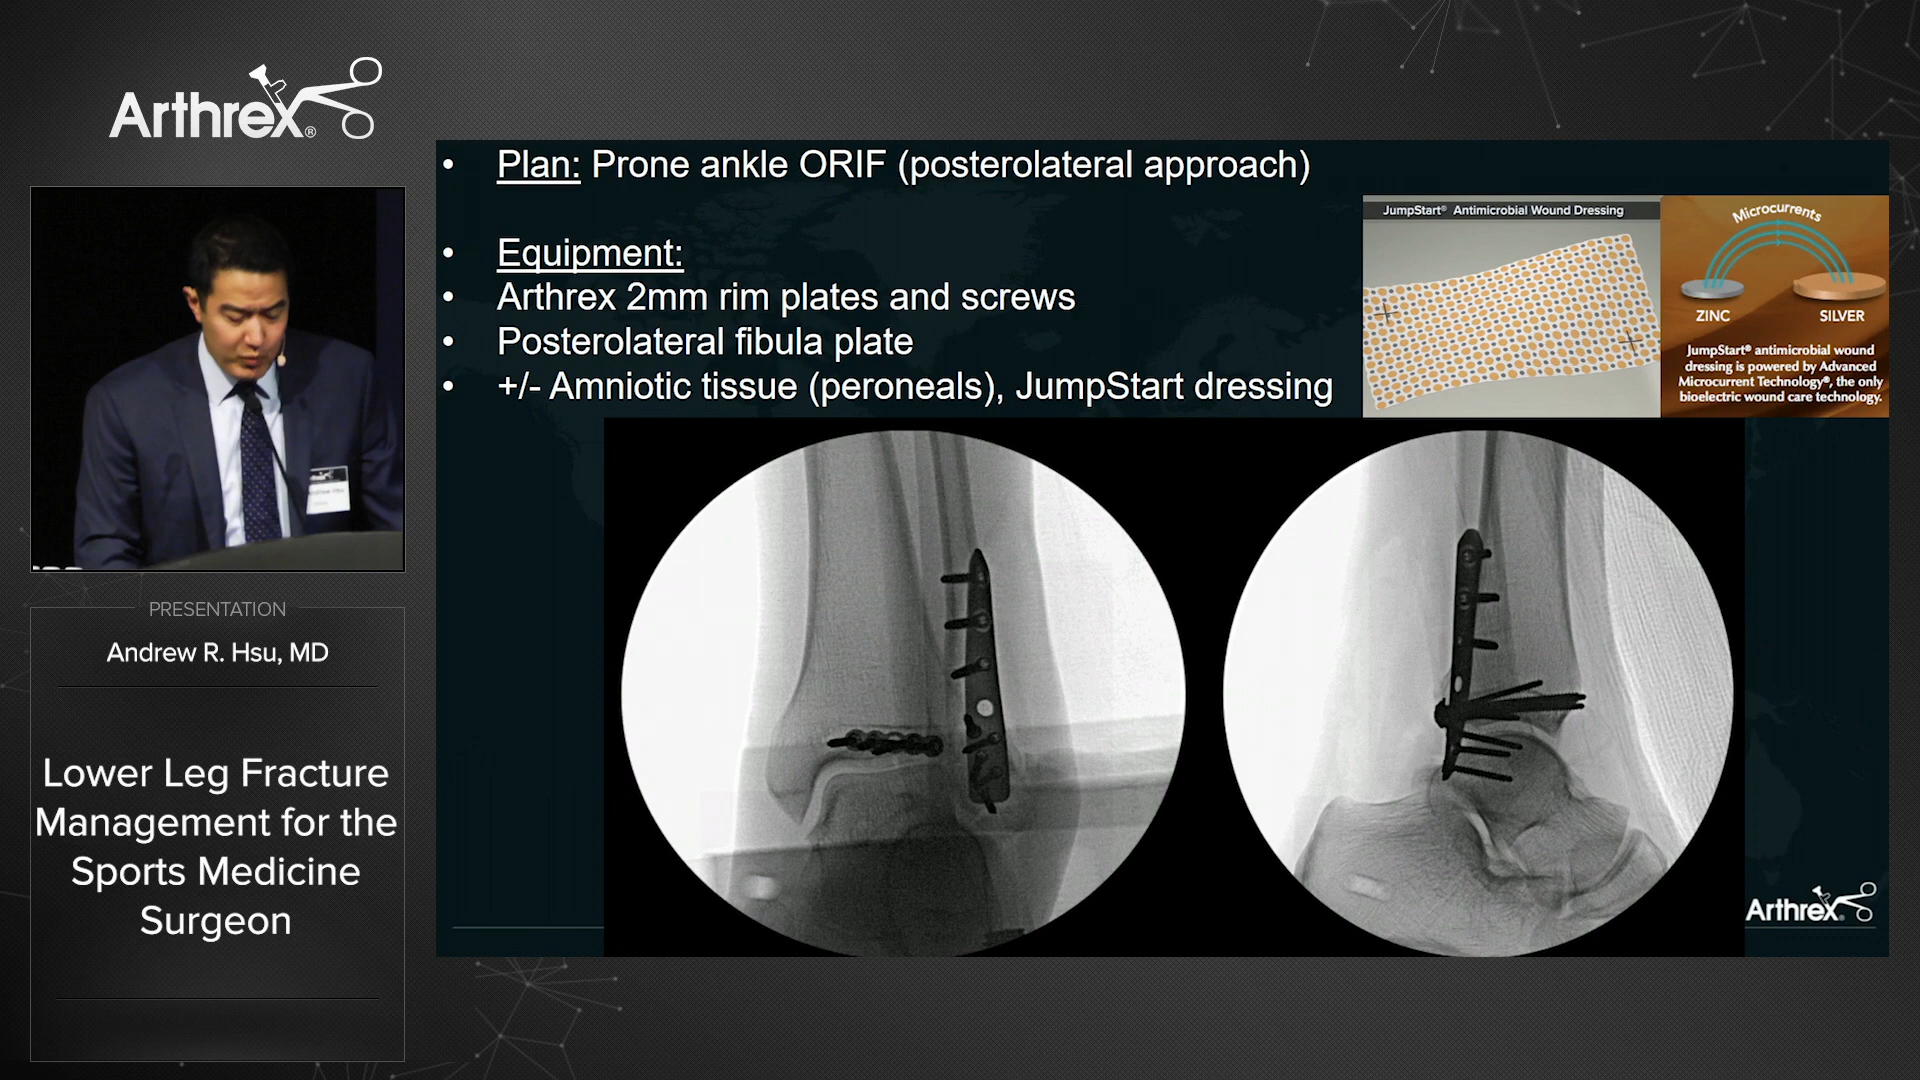 Arthrex®
PRESENTATION
Andrew R. Hsu, MD
Lower Leg Fracture
Management for the
Sports Medicine
Surgeon
• Plan: Prone ankle ORIF (posterolateral approach)
• Equipment:
• Arthrex 2mm rim plates and screws
• Posterolateral fibula plate
• +/- Amniotic tissue (peroneals), JumpStart dressing
JumpStart® Antimicrobial Wound Dressing
Microcurrents
ZINC SILVER
JumpStart® antimicrobial wound
dressing is powered by Advanced
Microcurrent Technology®, the only
bioelectric wound care technology.
Arthrex